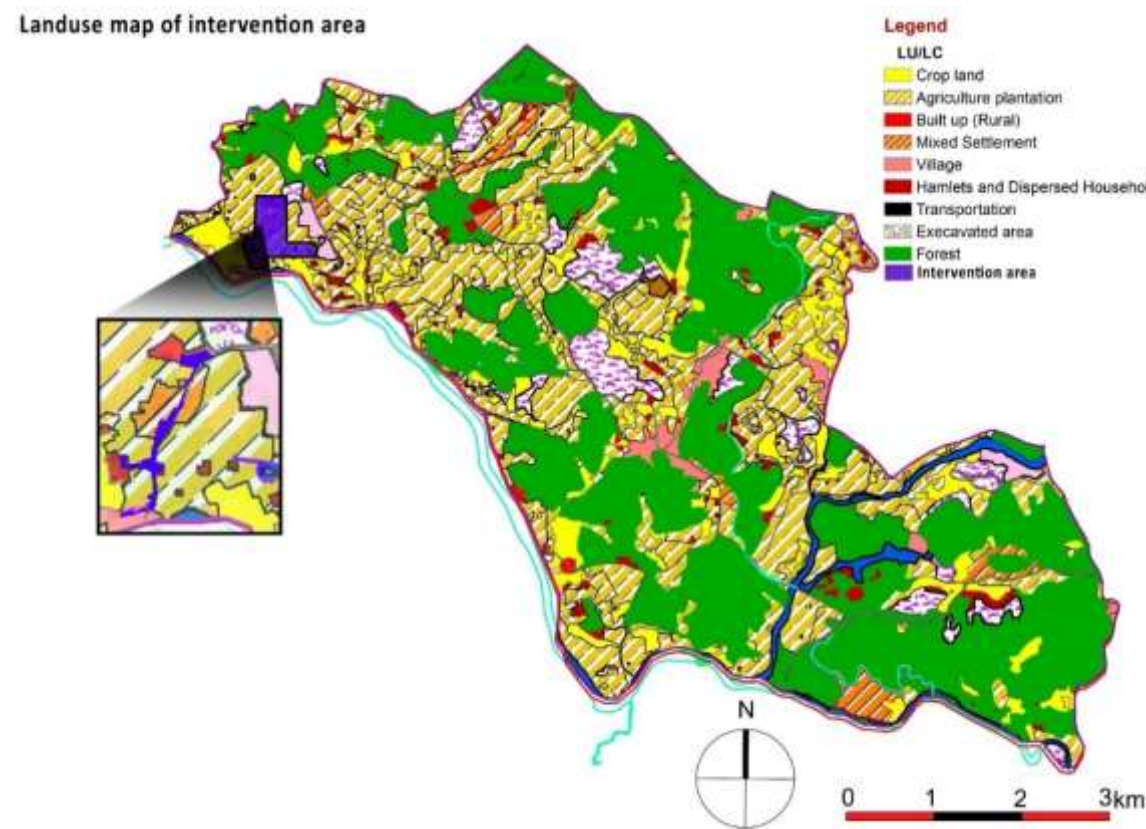 Landuse map of intervention area
Legend
LU/LC
Crop land
Agriculture plantation
Built up (Rural)
Mixed Settlement
Village
Hamlets and Dispersed Househo
Transportation
Execavated area
Forest
Intervention area
N
0 1 2 3km